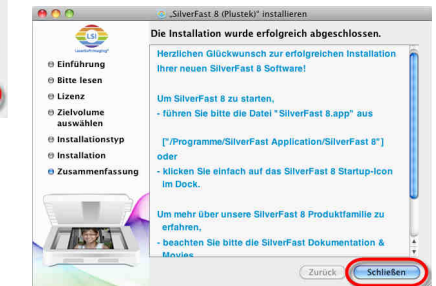 „SilverFast 8 (Plustek)“ installieren
Die Installation wurde erfolgreich abgeschlossen.
LSI
LaserSoft Imaging
Einführung
Bitte lesen
Lizenz
Zielvolume
auswählen
Installationstyp
Installation
Zusammenfassung
Herzlichen Glückwunsch zur erfolgreichen Installation
Ihrer neuen SilverFast 8 Software!
Um SilverFast 8 zu starten,
- führen Sie bitte die Datei "SilverFast 8.app" aus
["/Programme/SilverFast Application/SilverFast 8"]
oder
- klicken Sie einfach auf das SilverFast 8 Startup-Icon
im Dock.
Um mehr über unsere SilverFast 8 Produktfamilie zu
erfahren,
- beachten Sie bitte die SilverFast Dokumentation &
Movies
Zurück
Schließen